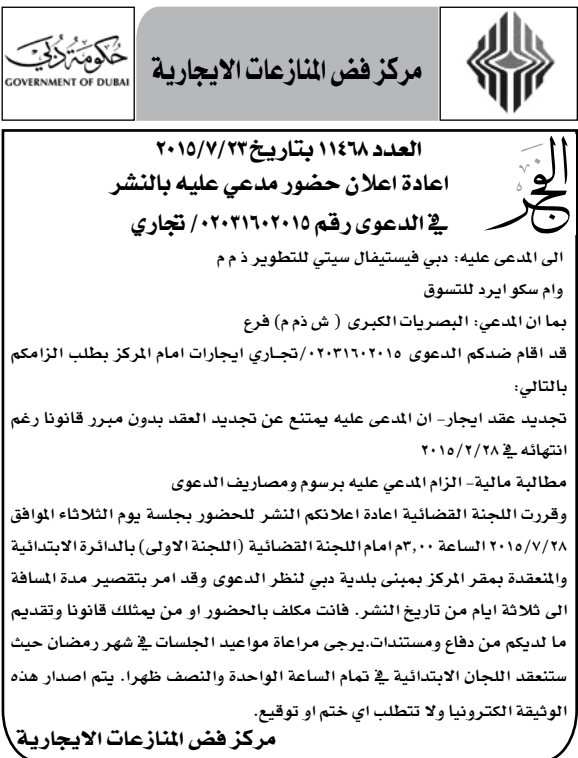 حكومة دبي
GOVERNMENT OF DUBAI
مركز فض المنازعات الايجارية
الفجر
العدد ١١٤٦٨ بتاريخ ٢٠١٥/٧/٢٣
اعادة اعلان حضور مدعي عليه بالنشر
في الدعوى رقم ٠٢٠٣١٦٠٢٠١٥/ تجاري
الى المدعى عليه: دبي فيستيفال سيتي للتطوير ذ م م
وام سكو ايرد للتسوق
بما ان المدعي: البصريات الكبرى ( ش ذم م) فرع
قد اقام ضدكم الدعوى ٠٢٠٣١٦٠٢٠١٥/تجاري ايجارات امام المركز بطلب الزامكم
بالتالي:
تجديد عقد ايجار- ان المدعى عليه يمتنع عن تجديد العقد بدون مبرر قانونا رغم
انتهائه في ٢٠١٥/٢/٢٨
مطالبة مالية- الزام المدعي عليه برسوم ومصاريف الدعوى
وقررت اللجنة القضائية اعادة اعلانكم النشر للحضور بجلسة يوم الثلاثاء الموافق
٢٠١٥/٧/٢٨ الساعة ٣,٠٠م امام اللجنة القضائية (اللجنة الاولى) بالدائرة الابتدائية
والمنعقدة بمقر المركز بمبنى بلدية دبي لنظر الدعوى وقد امر بتقصير مدة المسافة
الى ثلاثة ايام من تاريخ النشر. فانت مكلف بالحضور او من يمثلك قانونا وتقديم
ما لديكم من دفاع ومستندات.يرجى مراعاة مواعيد الجلسات في شهر رمضان حيث
ستنعقد اللجان الابتدائية في تمام الساعة الواحدة والنصف ظهرا. يتم اصدار هذه
الوثيقة الكترونيا ولا تتطلب اي ختم او توقيع.
مركز فض المنازعات الايجارية